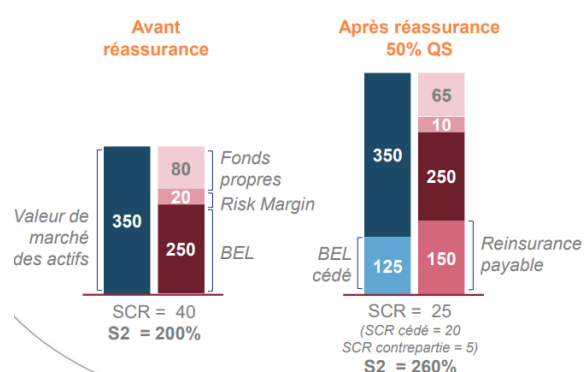 Avant
réassurance
Après réassurance
50% QS
350
80
20
250
Fonds
propres
Risk Margin
BEL
Valeur de
marché
des actifs
SCR = 40
S2 = 200%
350
125
65
10
250
150
BEL
cédé
Reinsurance
payable
SCR = 25
(SCR cédé = 20
SCR contrepartie = 5)
S2 = 260%